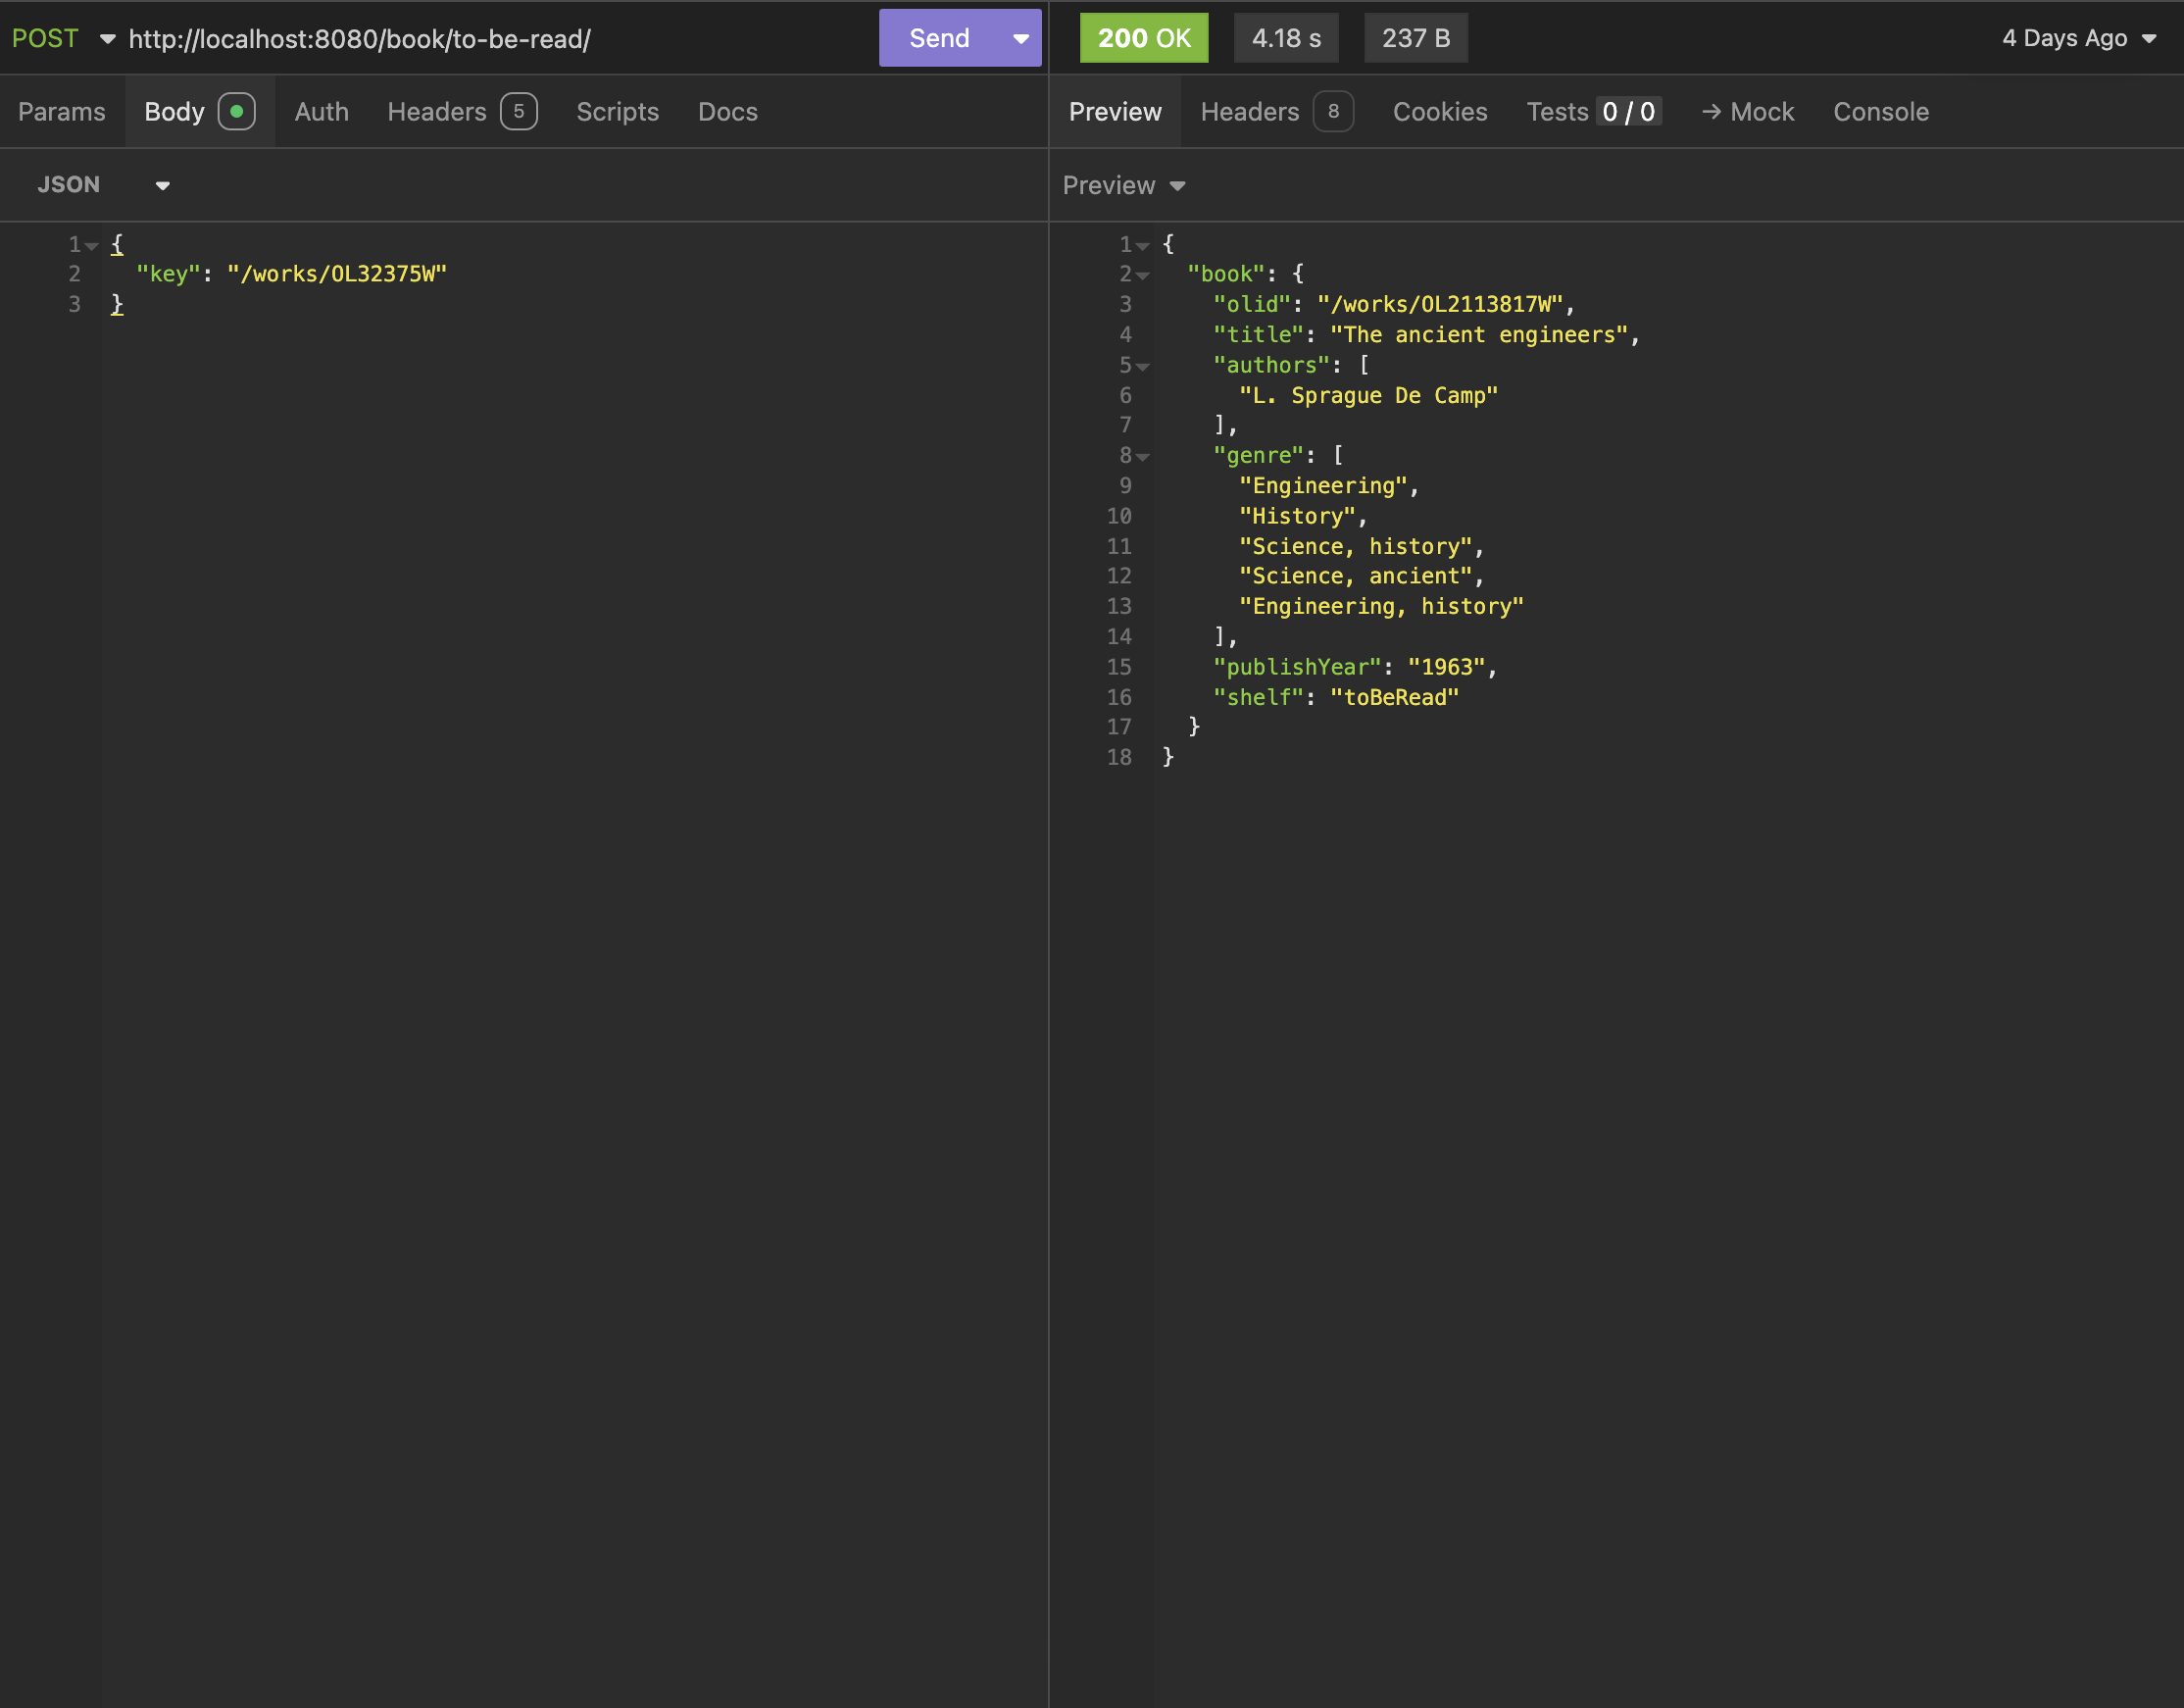 POST http://localhost:8080/book/to-be-read/ Send
Params Body Auth Headers 5 Scripts Docs
JSON
1 {
2 "key": "/works/OL32375W"
3 }
200 OK 4.18 s 237 B 4 Days Ago
Preview Headers 8 Cookies Tests 0 / 0 → Mock Console
Preview
1 {
2 "book": {
3 "olid": "/works/OL2113817W",
4 "title": "The ancient engineers",
5 "authors": [
6 "L. Sprague De Camp"
7 ],
8 "genre": [
9 "Engineering",
10 "History",
11 "Science, history",
12 "Science, ancient",
13 "Engineering, history"
14 ],
15 "publishYear": "1963",
16 "shelf": "toBeRead"
17 }
18 }